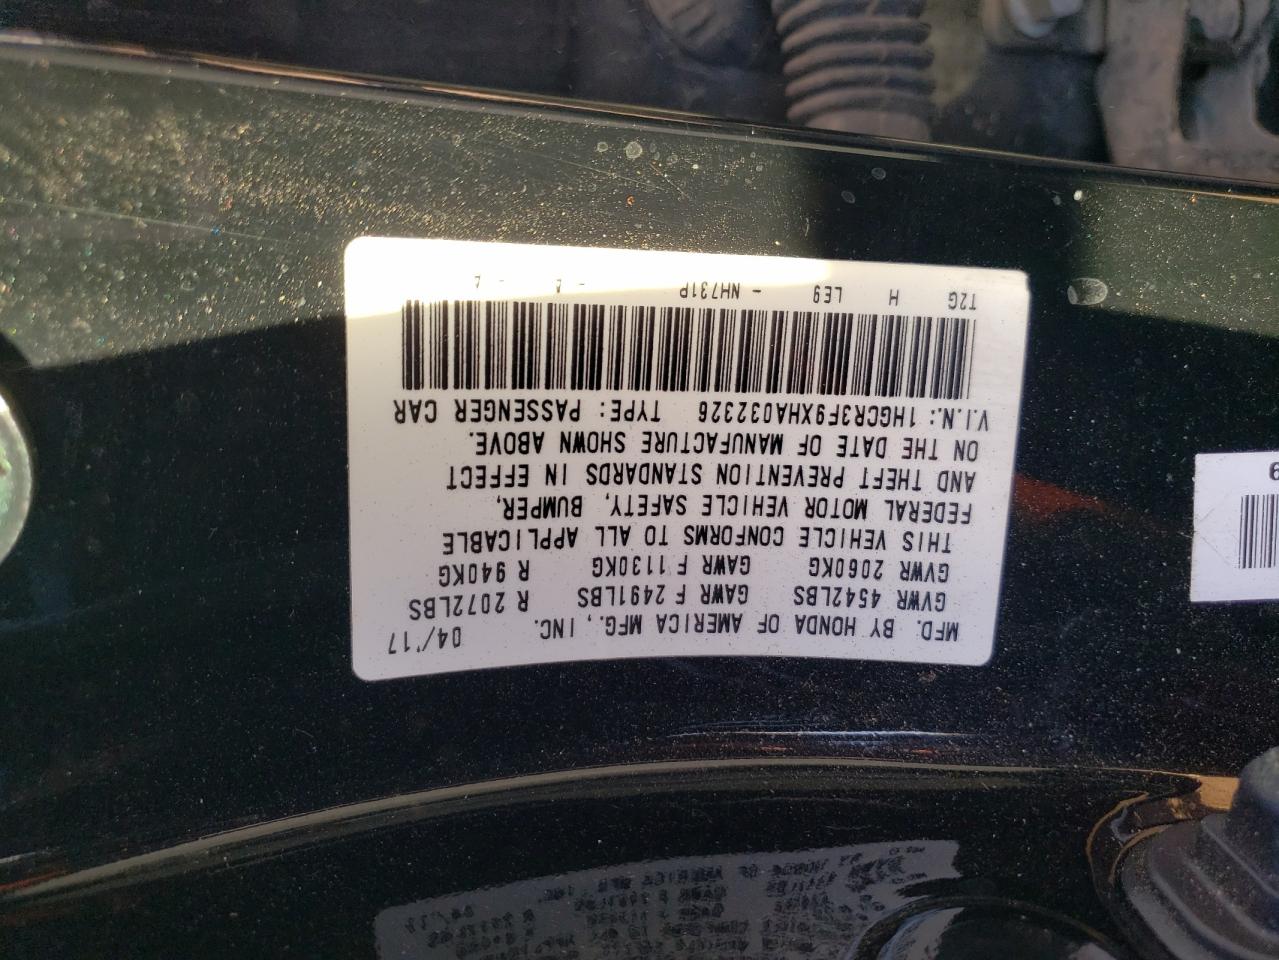 MFD. BY HONDA OF AMERICA MFG., INC. 04/'17
GVWR 4542LBS GAWR F 2491LBS R 2072LBS
GVWR 2060KG GAWR F 1130KG R 940KG
THIS VEHICLE CONFORMS TO ALL APPLICABLE
FEDERAL MOTOR VEHICLE SAFETY, BUMPER,
AND THEFT PREVENTION STANDARDS IN EFFECT
ON THE DATE OF MANUFACTURE SHOWN ABOVE.
V.I.N.: 1HGCR3F9XHA032326 TYPE: PASSENGER CAR
T2G H LE9 - NH731P - A - A